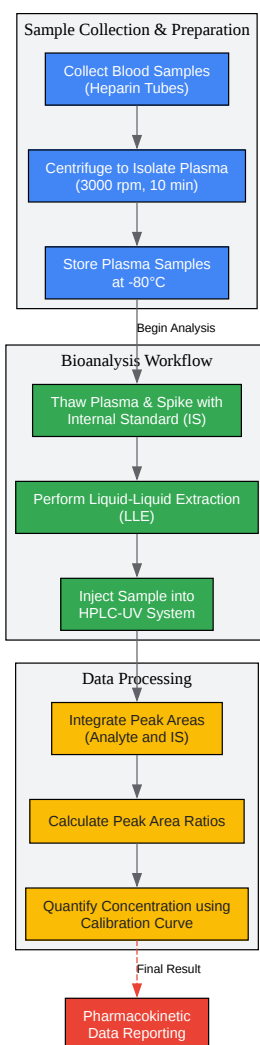 Sample Collection & Preparation
Collect Blood Samples
(Heparin Tubes)
Centrifuge to Isolate Plasma
(3000 rpm, 10 min)
Store Plasma Samples
at -80°C
Begin Analysis
Bioanalysis Workflow
Thaw Plasma & Spike with
Internal Standard (IS)
Perform Liquid-Liquid Extraction
(LLE)
Inject Sample into
HPLC-UV System
Data Processing
Integrate Peak Areas
(Analyte and IS)
Calculate Peak Area Ratios
Quantify Concentration using
Calibration Curve
Final Result
Pharmacokinetic
Data Reporting